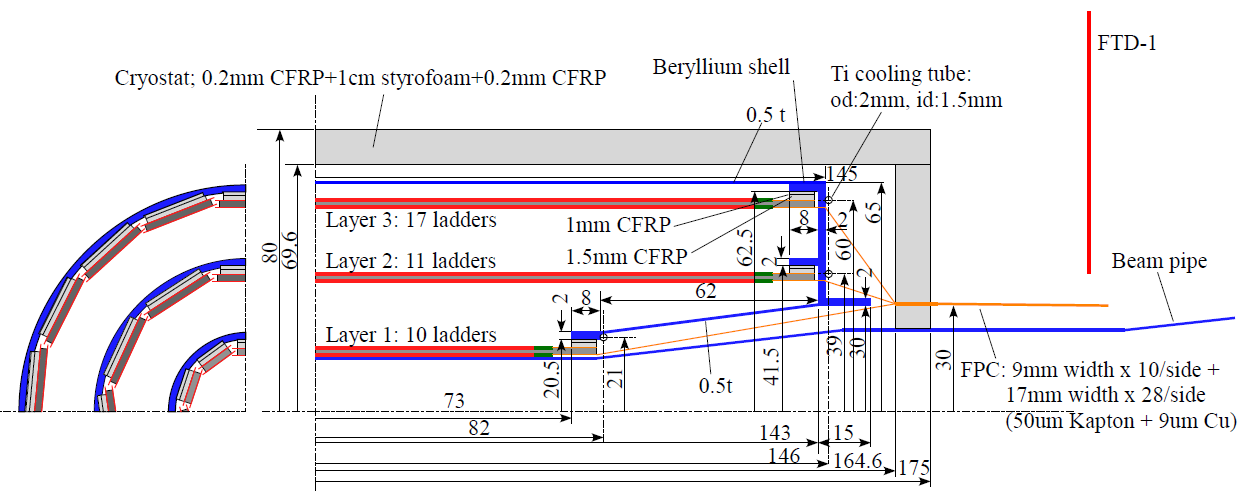 FTD-1
Cryostat; 0.2mm CFRP+1cm styrofoam+0.2mm CFRP
Beryllium shell
Ti cooling tube:
od:2mm, id:1.5mm
0.5 t
145
Layer 3: 17 ladders
1mm CFRP
8
2
65
1.5mm CFRP
62.5
60
80
69.6
Layer 2: 11 ladders
2
2
Beam pipe
62
2
8
Layer 1: 10 ladders
20.5
21
0.5t
41.5
39
30
30
FPC: 9mm width x 10/side +
17mm width x 28/side
(50um Kapton + 9um Cu)
73
82
143
15
146
164.6
175